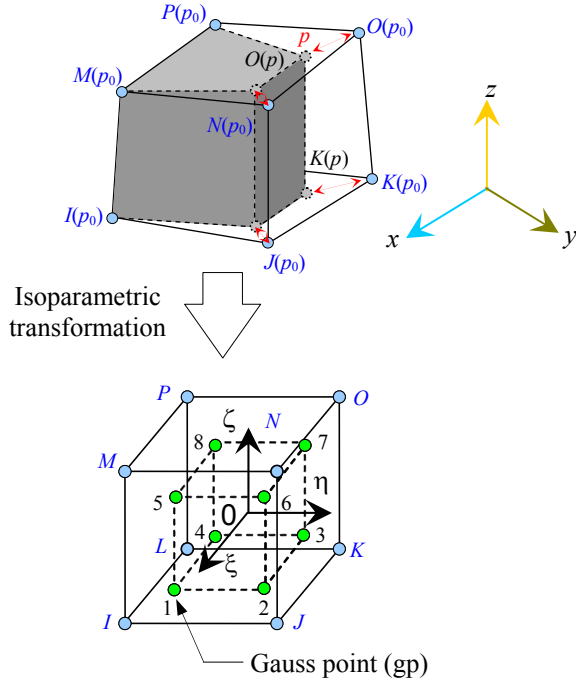 P(p₀)
p
O(p₀)
O(p)
M(p₀)
N(p₀)
K(p)
K(p₀)
I(p₀)
J(p₀)
z
x
y
Isoparametric
transformation
P
O
N
ζ
8
7
M
η
5
6
0
4
3
L
K
ξ
1
2
I
J
Gauss point (gp)